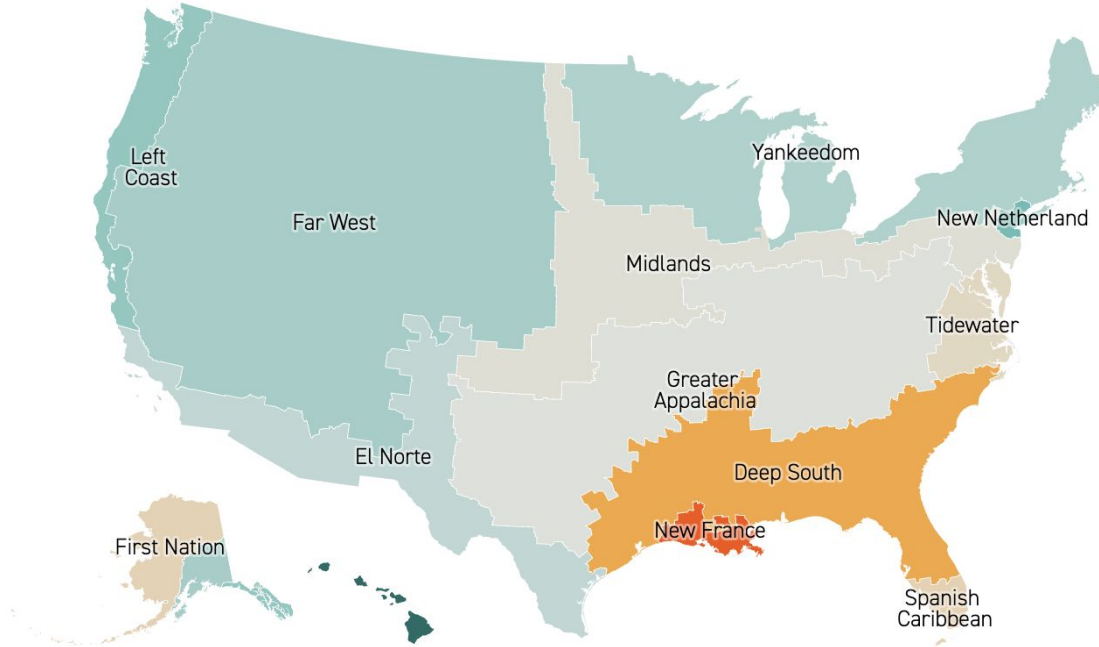 Left
Coast
Far West
Yankeedom
New Netherland
Midlands
Tidewater
Greater
Appalachia
El Norte
Deep South
New France
First Nation
Spanish
Caribbean